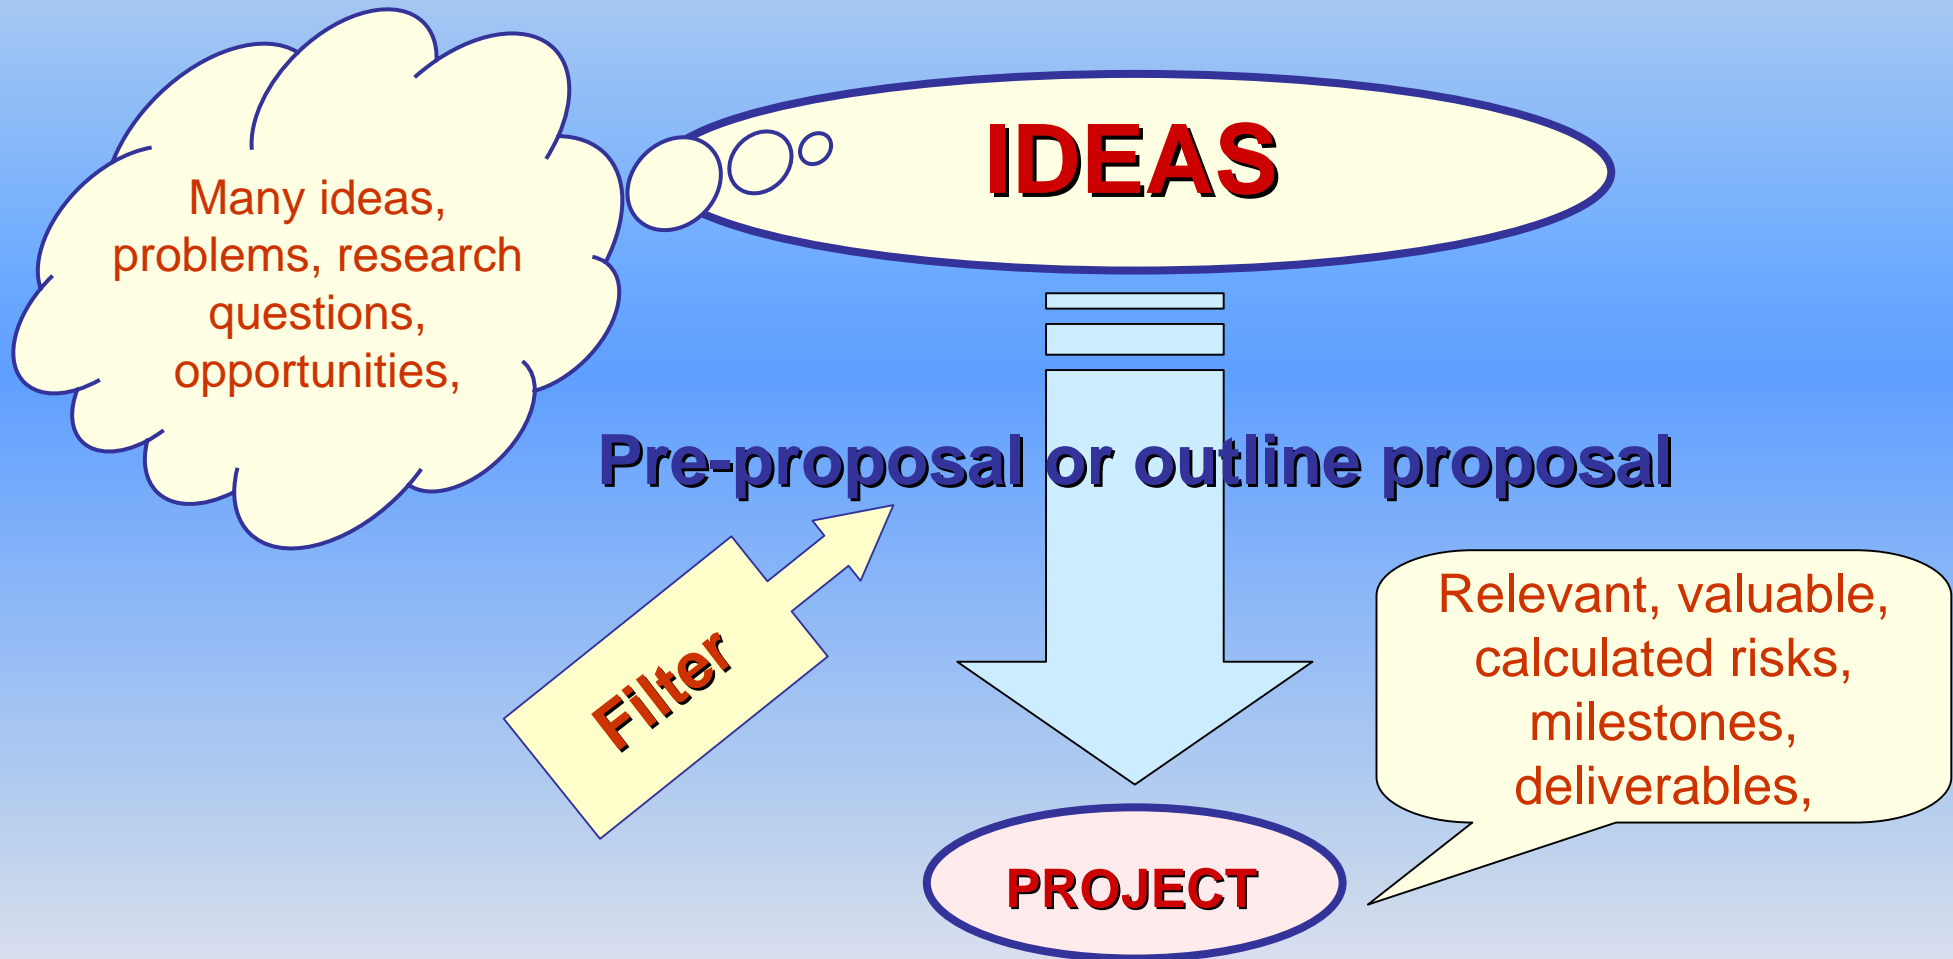 IDEAS
Many ideas,
problems, research
questions,
opportunities,
Pre-proposal or outline proposal
Filter
Relevant, valuable,
calculated risks,
milestones,
deliverables,
PROJECT